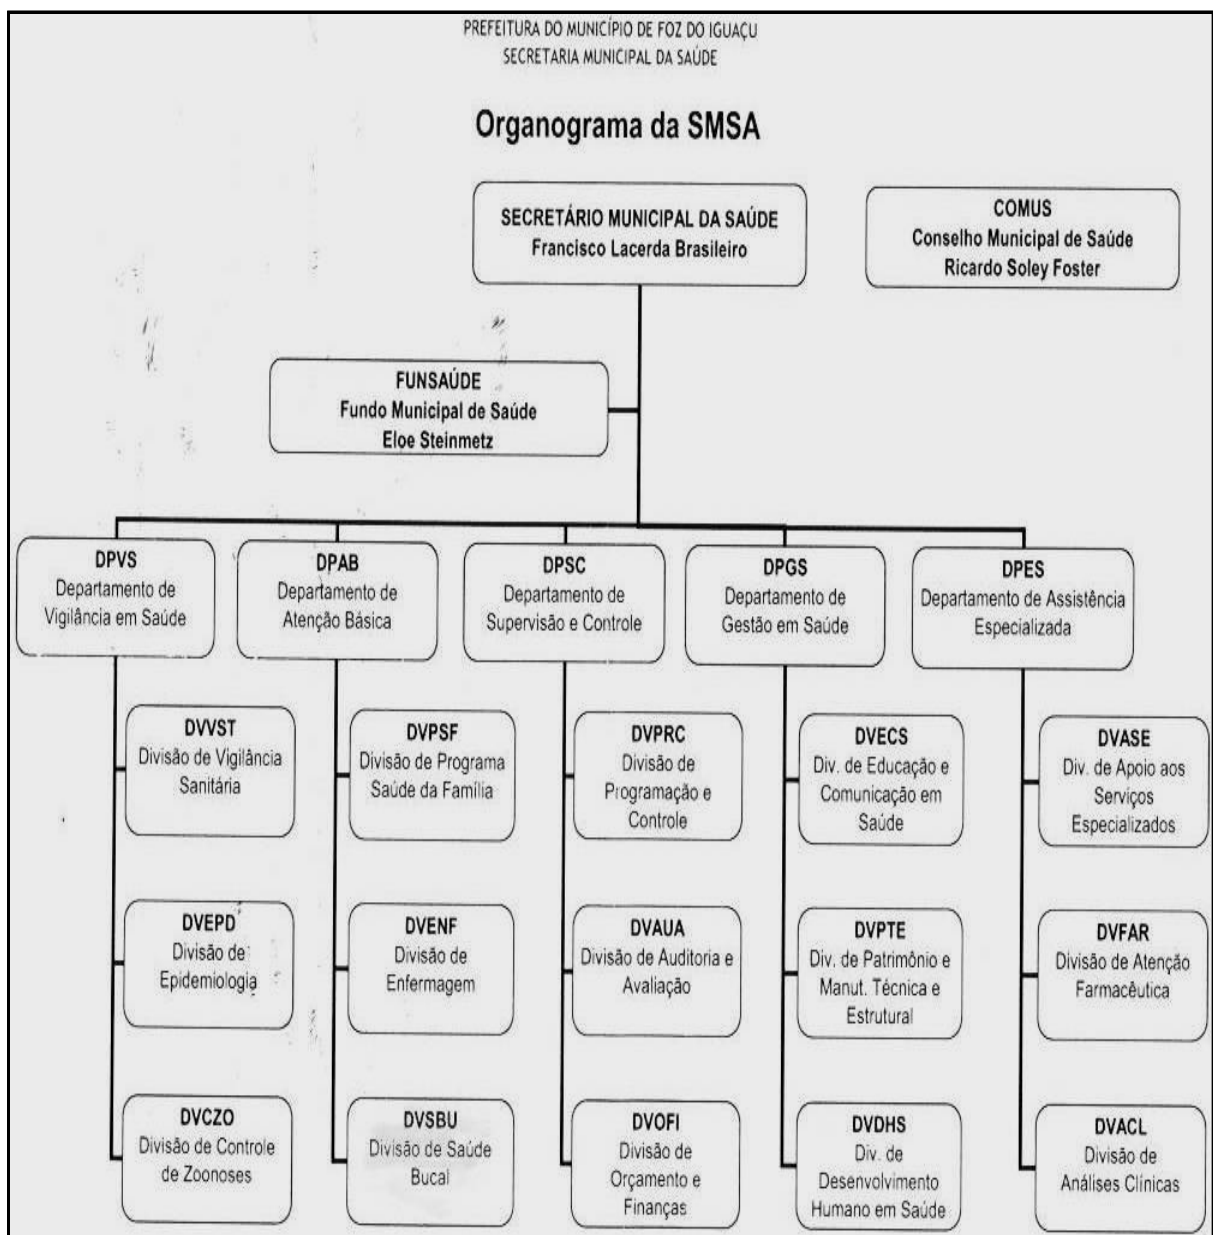 PREFEITURA DO MUNICÍPIO DE FOZ DO IGUAÇU
SECRETARIA MUNICIPAL DA SAÚDE
Organograma da SMSA
SECRETÁRIO MUNICIPAL DA SAÚDE
Francisco Lacerda Brasileiro
COMUS
Conselho Municipal de Saúde
Ricardo Soley Foster
FUNSAÚDE
Fundo Municipal de Saúde
Eloe Steinmetz
DPVS
Departamento de
Vigilância em Saúde
DPAB
Departamento de
Atenção Básica
DPSC
Departamento de
Supervisão e Controle
DPGS
Departamento de
Gestão em Saúde
DPES
Departamento de Assistência
Especializada
DVVST
Divisão de Vigilância
Sanitária
DVPSF
Divisão de Programa
Saúde da Família
DVPRC
Divisão de
Programação e
Controle
DVECS
Div. de Educação e
Comunicação em
Saúde
DVASE
Div. de Apoio aos
Serviços
Especializados
DVEPD
Divisão de
Epidemiologia
DVENF
Divisão de
Enfermagem
DVAUA
Divisão de Auditoria e
Avaliação
DVPTE
Div. de Patrimônio e
Manut. Técnica e
Estrutural
DVFAR
Divisão de Atenção
Farmacêutica
DVCZO
Divisão de Controle
de Zoonoses
DVSBU
Divisão de Saúde
Bucal
DVOFI
Divisão de
Orçamento e
Finanças
DVDHS
Div. de
Desenvolvimento
Humano em Saúde
DVACL
Divisão de
Análises Clínicas